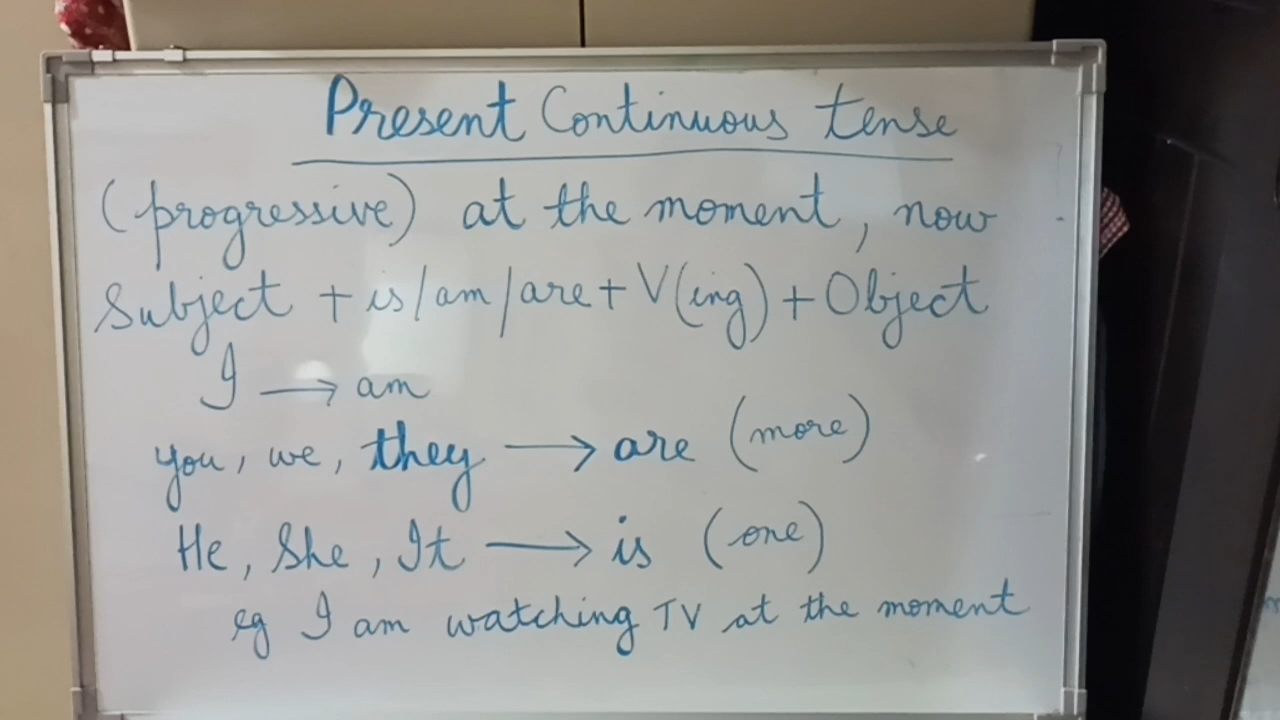 Present Continuous tense
(progressive) at the moment, now
Subject + is/am/are + V(ing) + Object
I → am
you, we, they → are (more)
He, She, It → is (one)
eg I am watching TV at the moment